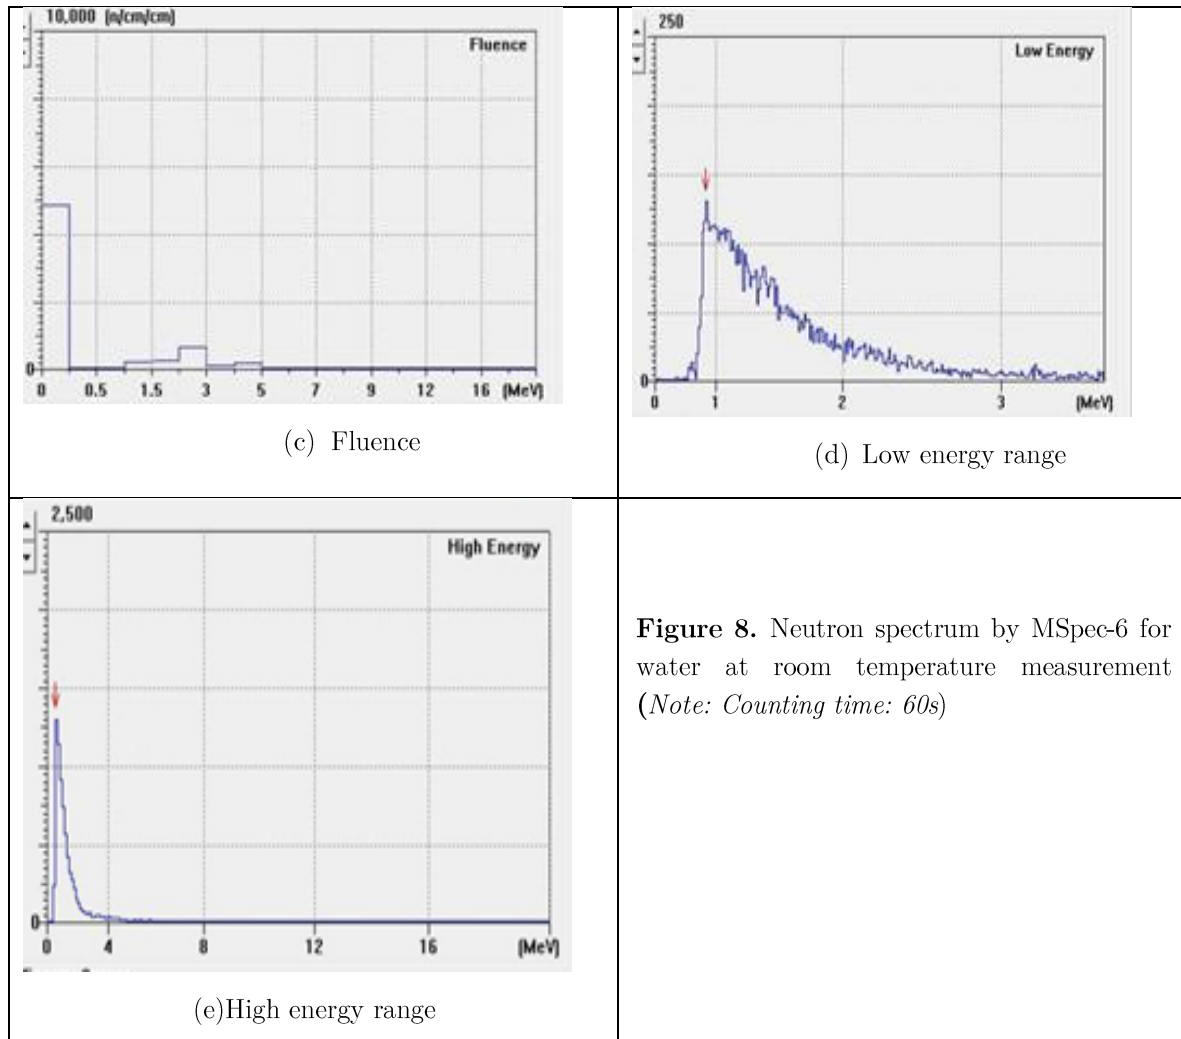 10,000 (n/cm/cm)
Fluence
0
0 0.5 1.5 3 5 7 9 12 16 (MeV)
(c) Fluence
250
Low Energy
0
0 1 2 3 (MeV)
(d) Low energy range
2,500
High Energy
0
0 4 8 12 16 (MeV)
(e)High energy range
Figure 8. Neutron spectrum by MSpec-6 for
water at room temperature measurement
(Note: Counting time: 60s)